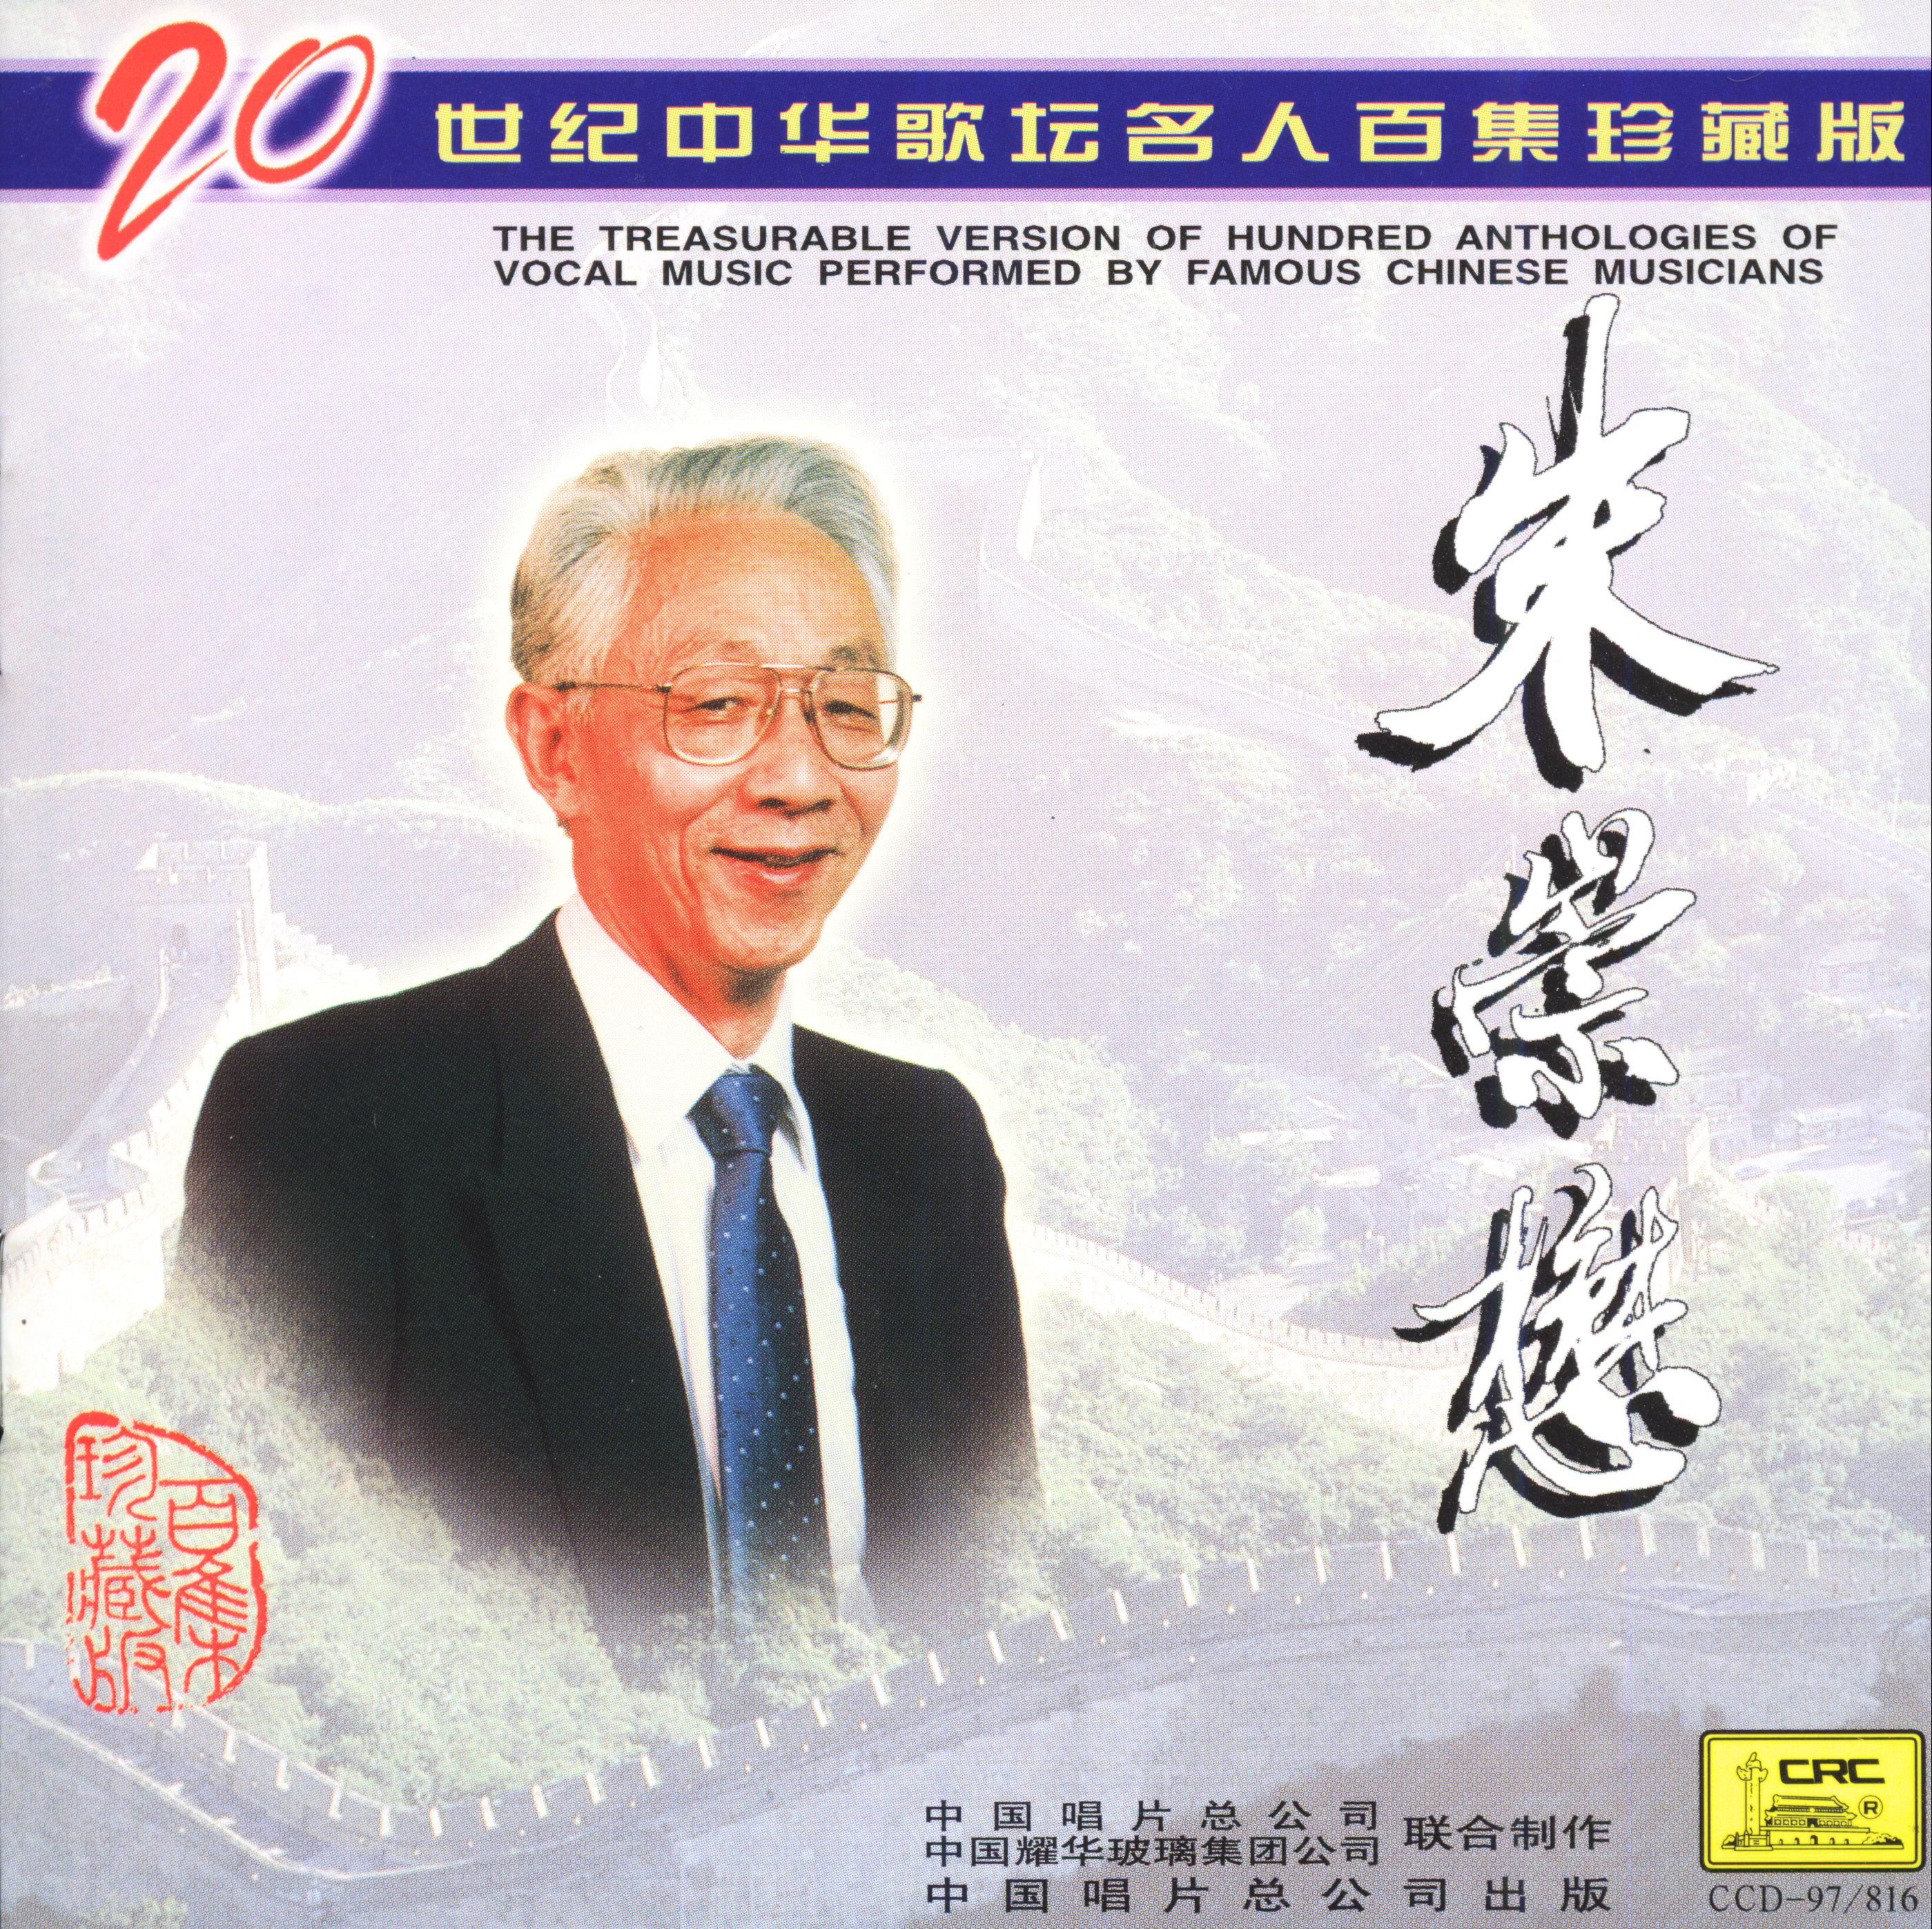 20世纪中华歌坛名人百集珍藏版
THE TREASURABLE VERSION OF HUNDRED ANTHOLOGIES OF
VOCAL MUSIC PERFORMED BY FAMOUS CHINESE MUSICIANS
朱崇懋
百集
珍藏版
中国唱片总公司
中国耀华玻璃集团公司
联合制作
中国唱片总公司出版
CRC
®
CCD-97/816